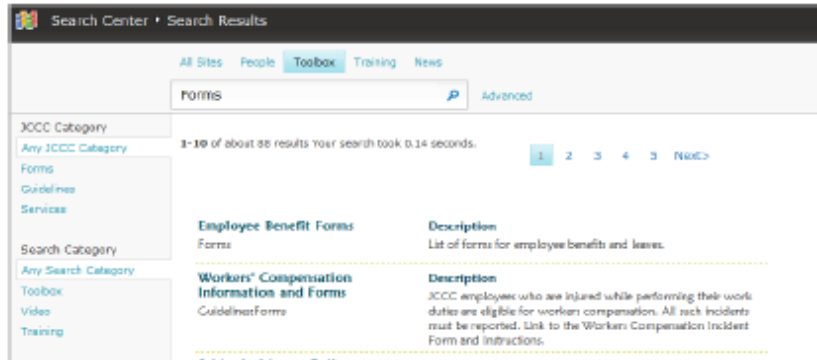 Search Center • Search Results
All Sites People Toolbox Training News
Forms
Advanced
JCCC Category
Any JCCC Category
Forms
Guidelines
Services
Search Category
Any Search Category
Toolbox
Video
Training
1-10 of about 88 results Your search took 0.14 seconds.
1 2 3 4 5 Next>
Employee Benefit Forms
Forms
Description
List of forms for employee benefits and leaves.
Workers' Compensation
Information and Forms
GuidelinesForms
Description
JCCC employees who are injured while performing their work
duties are eligible for workers compensation. All such incidents
must be reported. Link to the Workers Compensation Incident
Form and Instructions.